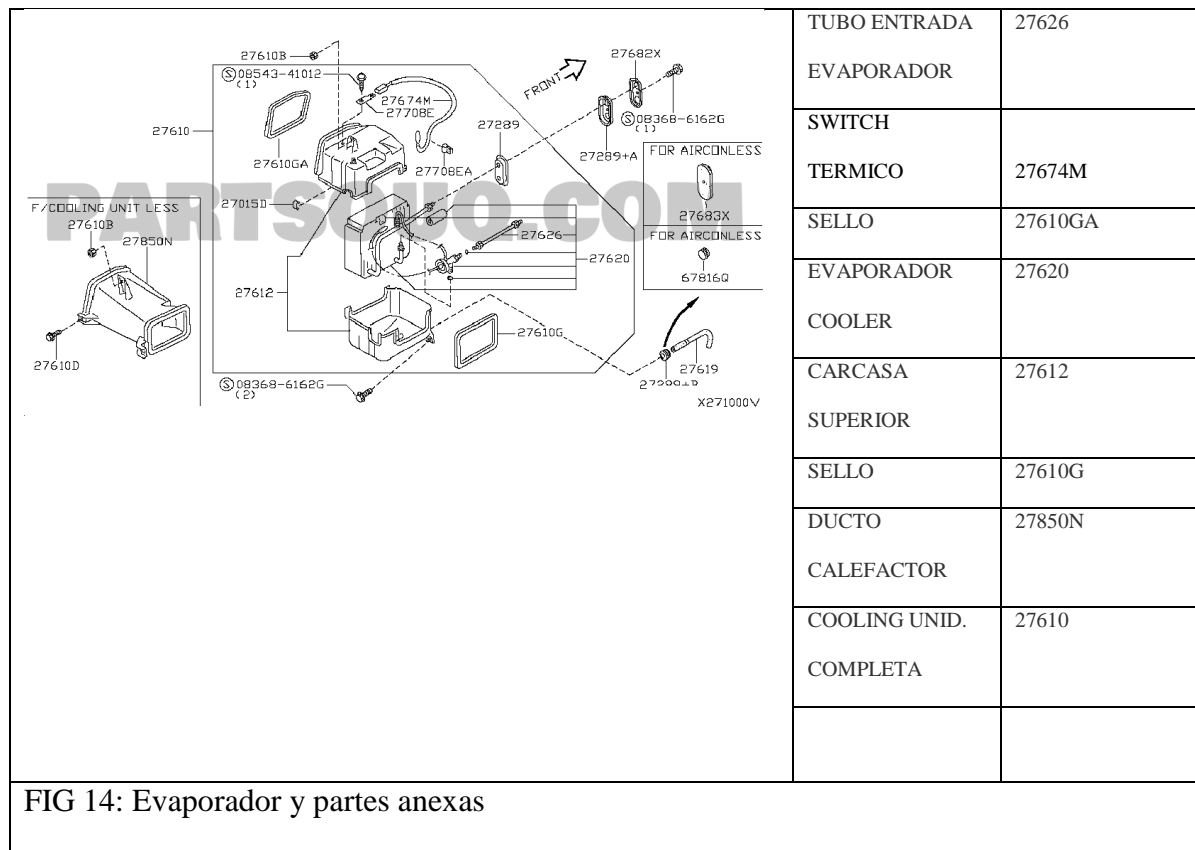 27610B
08543-41012
(1)
27674M
27708E
27610
27610GA
27708EA
27015D
FRONT
27682X
27289
S 08368-6162G
(1)
27289+A
FOR AIRCONLESS
27683X
FOR AIRCONLESS
67816Q
PARTSOUQ.COM
F/COOLING UNIT LESS
27610B
27850N
27610D
27626
27620
27612
27610G
S 08368-6162G
(2)
27619
X271000V
TUBO ENTRADA 27626
EVAPORADOR
SWITCH
TERMICO 27674M
SELLO 27610GA
EVAPORADOR 27620
COOLER
CARCASA 27612
SUPERIOR
SELLO 27610G
DUCTO 27850N
CALEFACTOR
COOLING UNID. 27610
COMPLETA
FIG 14: Evaporador y partes anexas